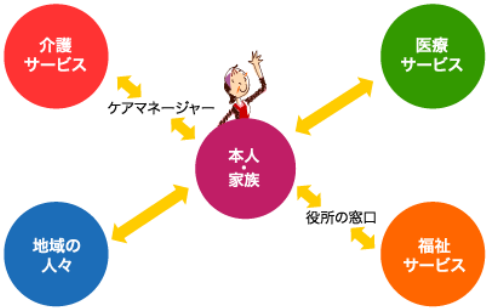 介護
サービス
医療
サービス
ケアマネージャー
本人
・
家族
地域の
人々
役所の窓口
福祉
サービス